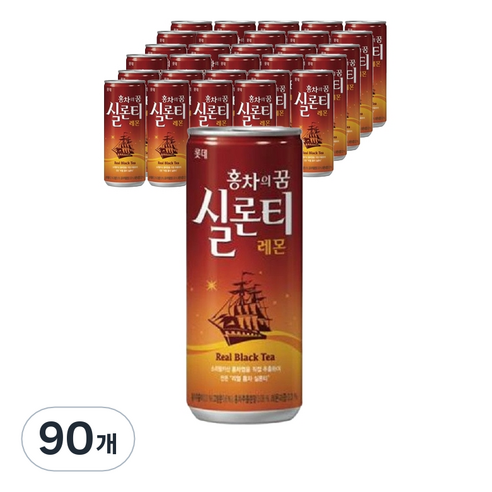 롯데
홍차의 꿈
실론티
레몬
Real Black Tea
스리랑카산 홍차잎을 직접 추출하여
만든 "리얼 홍차 실론티"
90개